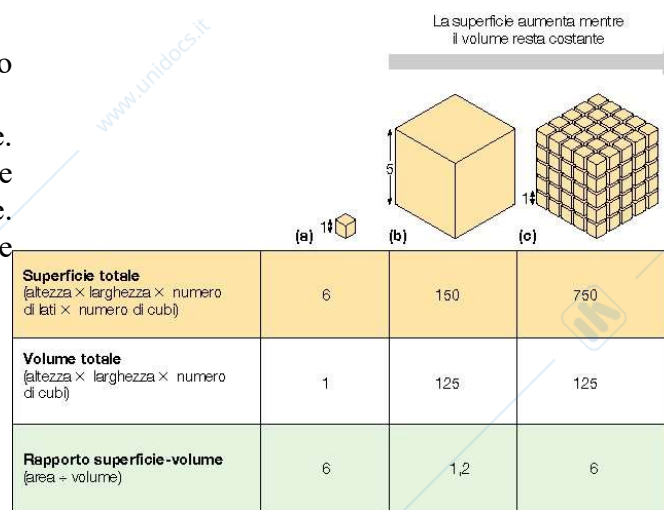 La superficie aumenta mentre
il volume resta costante
o
e.
e
e.
e
www.unidocs.it
5
1
1
(a)
(b)
(c)
Superficie totale
(altezza × larghezza × numero
di lati × numero di cubi)
6
150
750
Volume totale
(altezza × larghezza × numero
di cubi)
1
125
125
Rapporto superficie-volume
(area ÷ volume)
6
1,2
6